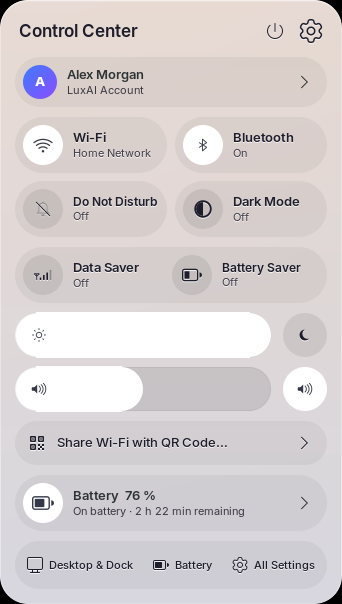 Control Center
A
Alex Morgan
LuxAI Account
Wi-Fi
Home Network
Bluetooth
On
Do Not Disturb
Off
Dark Mode
Off
Data Saver
Off
Battery Saver
Off
Share Wi-Fi with QR Code...
Battery 76 %
On battery · 2 h 22 min remaining
Desktop & Dock
Battery
All Settings